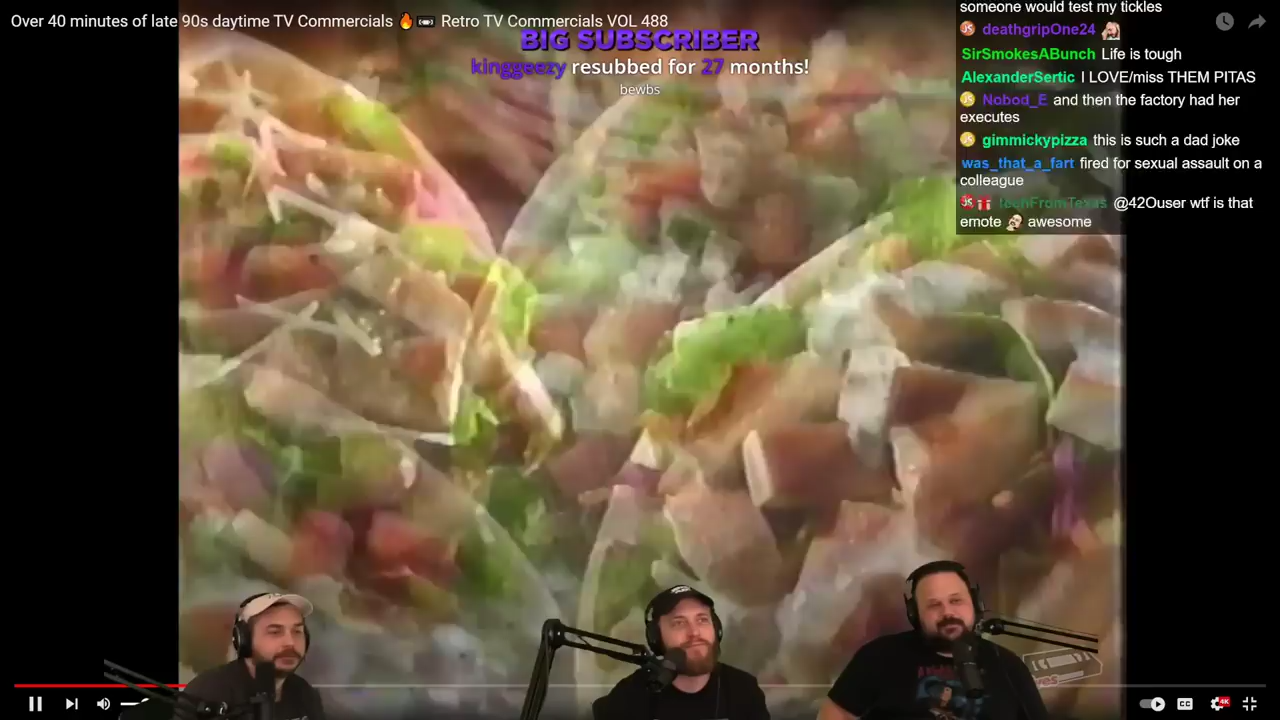 Over 40 minutes of late 90s daytime TV Commercials 🔥📼 Retro TV Commercials VOL 488
BIG SUBSCRIBER
kinggeezy resubbed for 27 months!
bewbs
someone would test my tickles
deathgripOne24
SirSmokesABunch Life is tough
AlexanderSertic I LOVE/miss THEM PITAS
Nobod_E and then the factory had her
executes
gimmickypizza this is such a dad joke
was_that_a_fart fired for sexual assault on a
colleague
TechFromTexas @42Ouser wtf is that
emote awesome
CC
4K